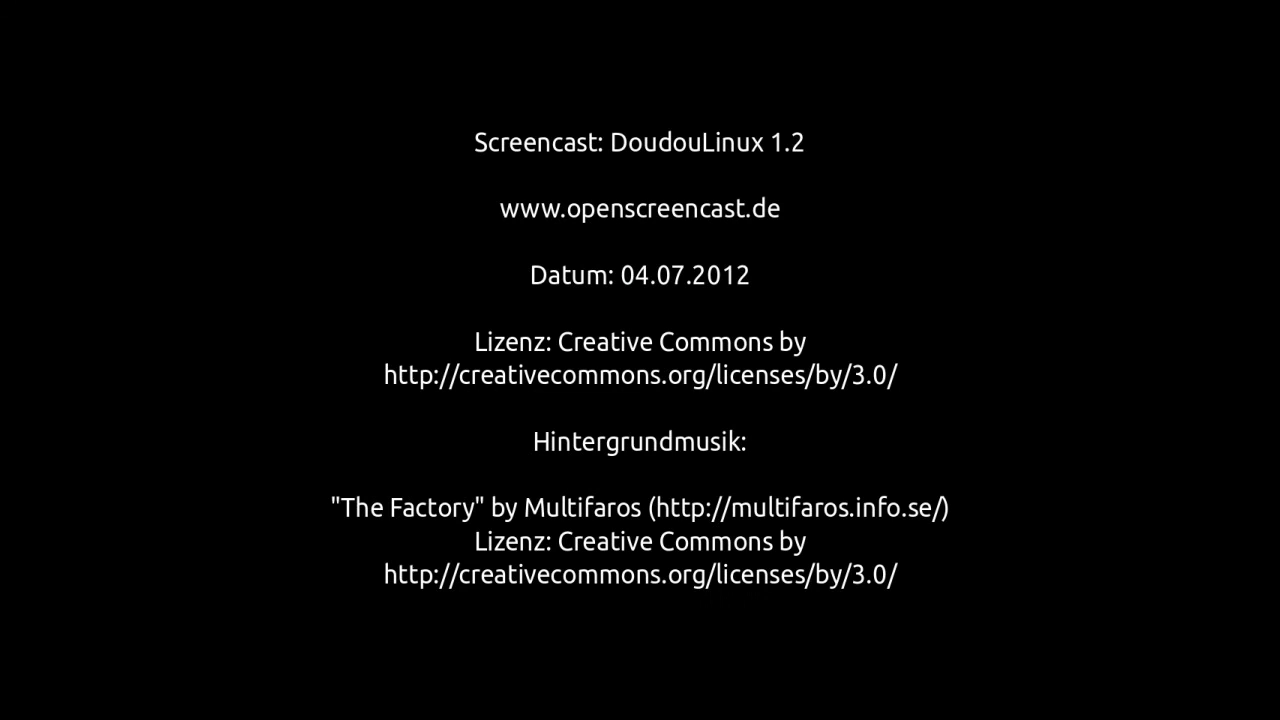 Screencast: DoudouLinux 1.2
www.openscreencast.de
Datum: 04.07.2012
Lizenz: Creative Commons by
http://creativecommons.org/licenses/by/3.0/
Hintergrundmusik:
"The Factory" by Multifaros (http://multifaros.info.se/)
Lizenz: Creative Commons by
http://creativecommons.org/licenses/by/3.0/